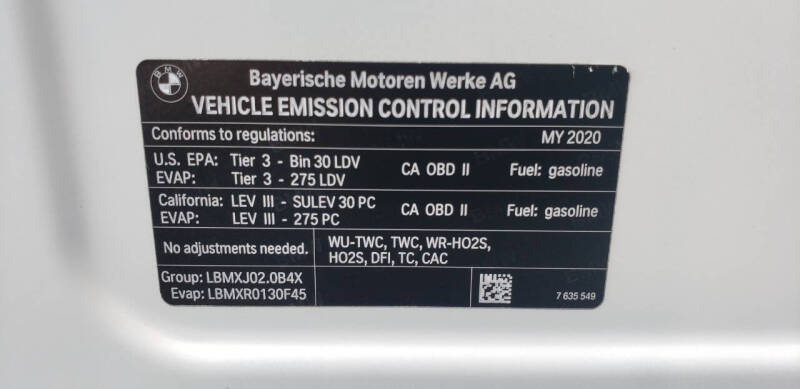 BMW
Bayerische Motoren Werke AG
VEHICLE EMISSION CONTROL INFORMATION
Conforms to regulations: MY 2020
U.S. EPA: Tier 3 - Bin 30 LDV CA OBD II Fuel: gasoline
EVAP: Tier 3 - 275 LDV
California: LEV III - SULEV 30 PC CA OBD II Fuel: gasoline
EVAP: LEV III - 275 PC
No adjustments needed. WU-TWC, TWC, WR-HO2S,
HO2S, DFI, TC, CAC
Group: LBMXJ02.0B4X
Evap: LBMXR0130F45
7 635 549